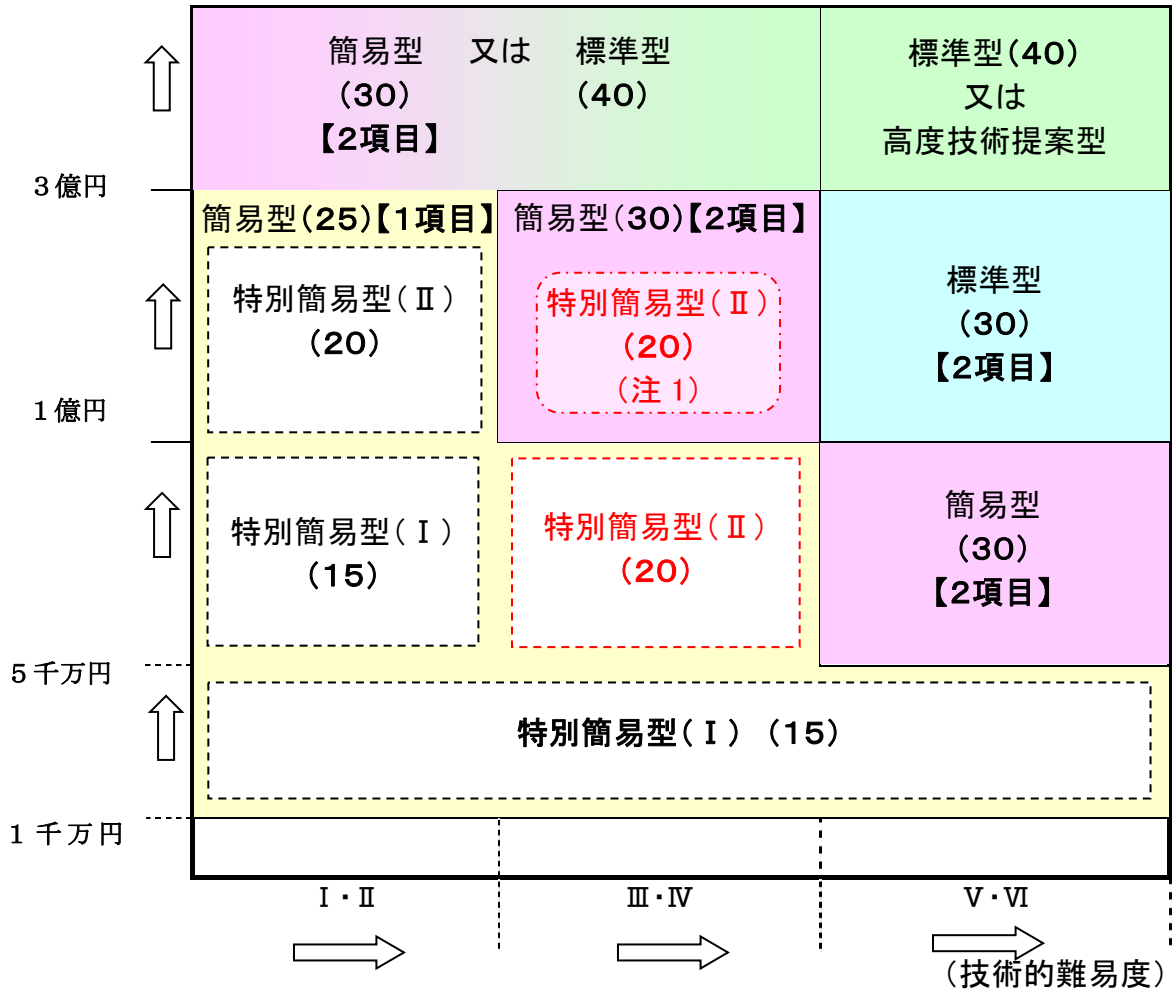 簡易型　又は　標準型
（30）　（40）
【2項目】
標準型（40）
又は
高度技術提案型
３億円
簡易型（25）【1項目】
簡易型（30）【2項目】
特別簡易型（Ⅱ）
（20）
特別簡易型（Ⅱ）
（20）
（注１）
標準型
（30）
【2項目】
１億円
特別簡易型（Ⅰ）
（15）
特別簡易型（Ⅱ）
（20）
簡易型
（30）
【2項目】
５千万円
特別簡易型（Ⅰ）（15）
１千万円
Ⅰ・Ⅱ
Ⅲ・Ⅳ
Ⅴ・Ⅵ
（技術的難易度）